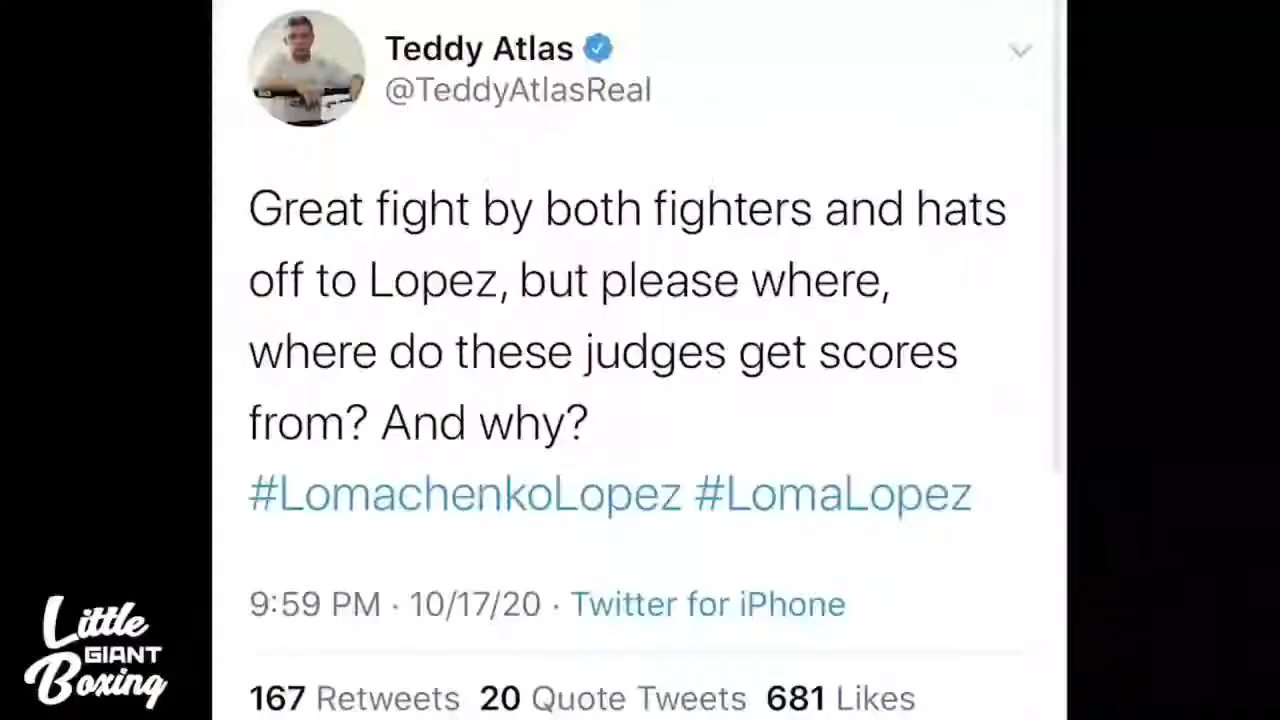 Teddy Atlas
@TeddyAtlasReal
Great fight by both fighters and hats
off to Lopez, but please where,
where do these judges get scores
from? And why?
#LomachenkoLopez #LomaLopez
9:59 PM · 10/17/20 · Twitter for iPhone
167 Retweets 20 Quote Tweets 681 Likes
Little
GIANT
Boxing